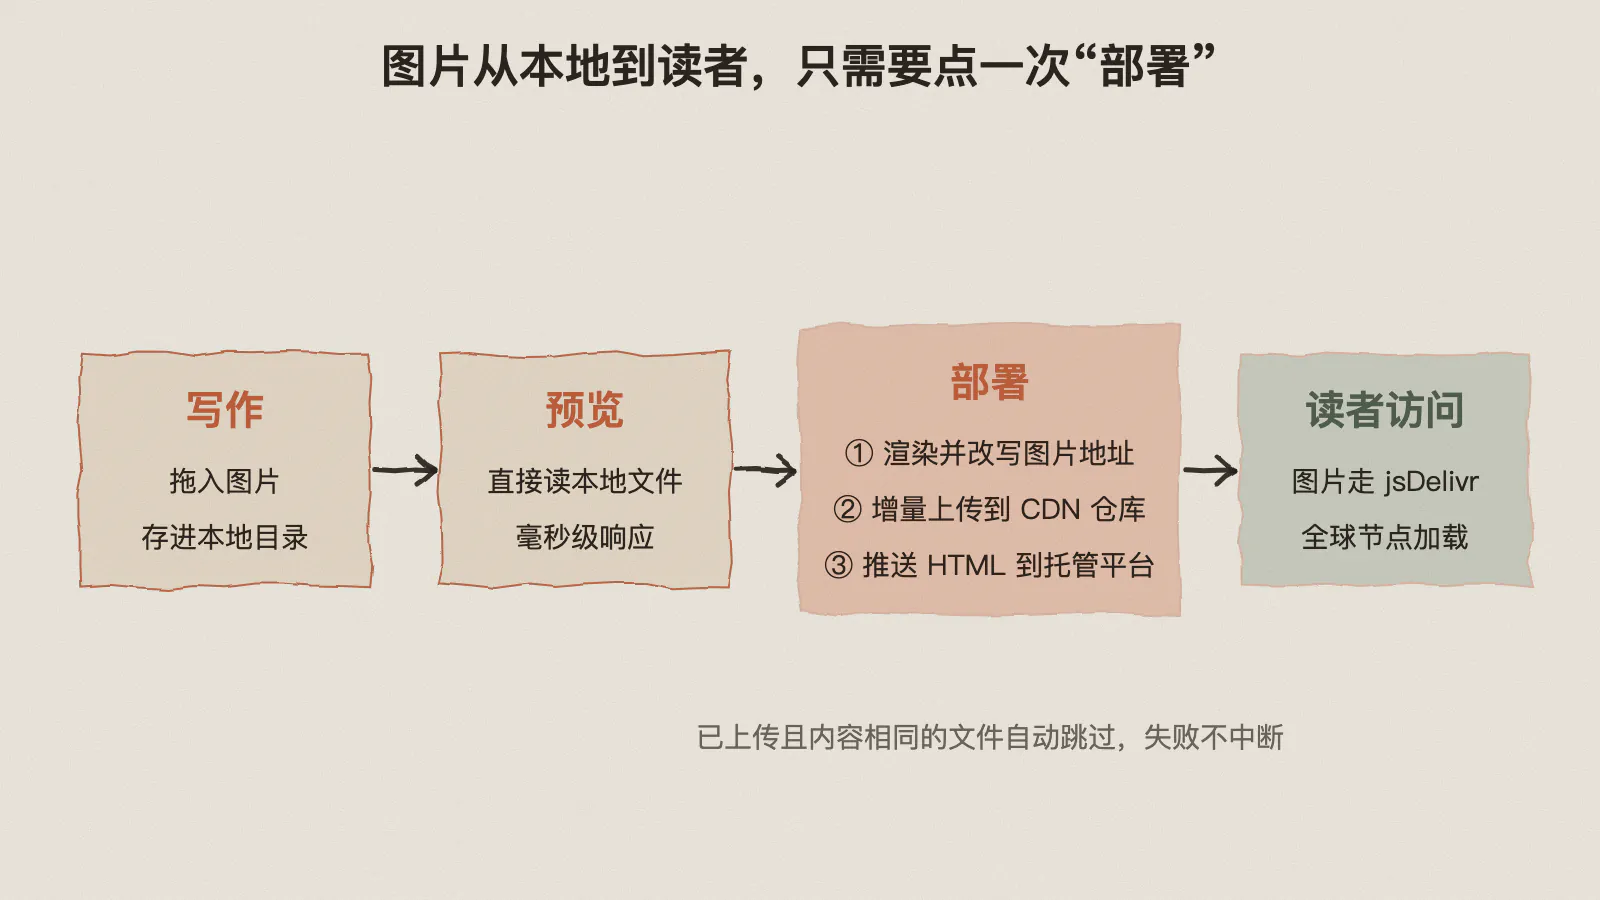 图片从本地到读者，只需要点一次“部署”
写作
拖入图片
存进本地目录
预览
直接读本地文件
毫秒级响应
部署
① 渲染并改写图片地址
② 增量上传到 CDN 仓库
③ 推送 HTML 到托管平台
读者访问
图片走 jsDelivr
全球节点加载
已上传且内容相同的文件自动跳过，失败不中断